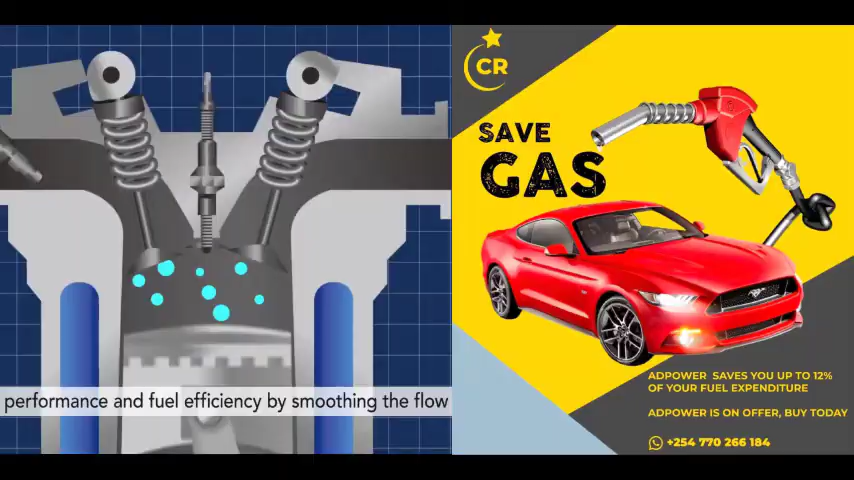 performance and fuel efficiency by smoothing the flow
CR
SAVE
GAS
ADPOWER SAVES YOU UP TO 12%
OF YOUR FUEL EXPENDITURE
ADPOWER IS ON OFFER, BUY TODAY
+254 770 266 184